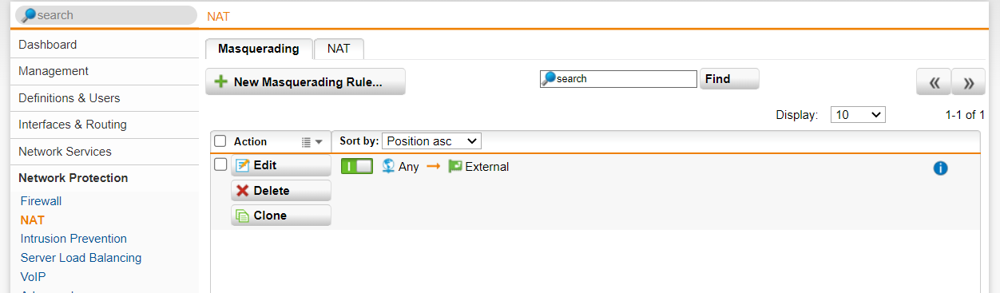 search
NAT
Dashboard
Management
Definitions & Users
Interfaces & Routing
Network Services
Network Protection
Firewall
NAT
Intrusion Prevention
Server Load Balancing
VoIP
Masquerading
NAT
New Masquerading Rule...
search
Find
Display:
10
1-1 of 1
Action
Sort by:
Position asc
Edit
Any
External
Delete
Clone